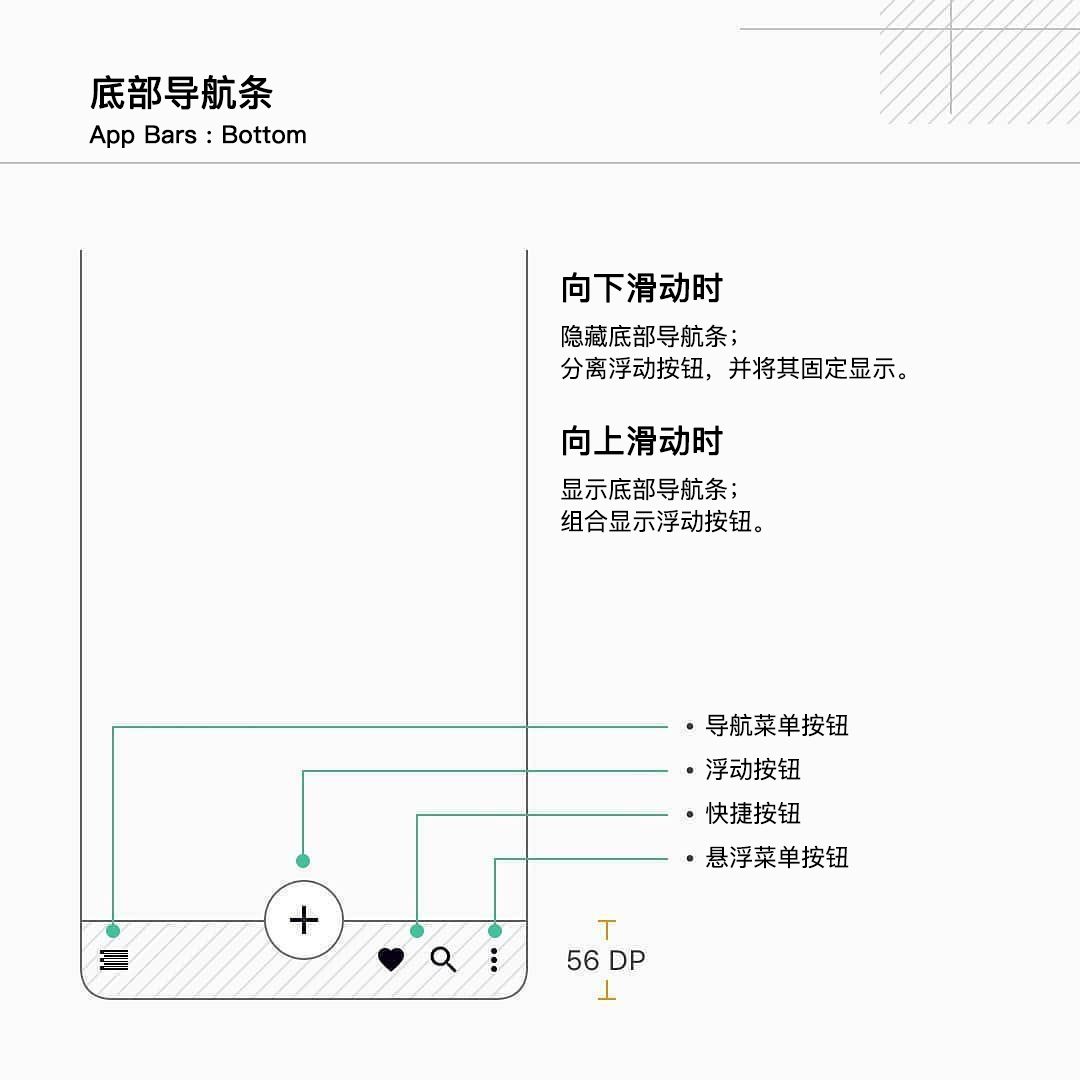 底部导航条
App Bars : Bottom
向下滑动时
隐藏底部导航条；
分离浮动按钮，并将其固定显示。
向上滑动时
显示底部导航条；
组合显示浮动按钮。
• 导航菜单按钮
• 浮动按钮
• 快捷按钮
• 悬浮菜单按钮
56 DP